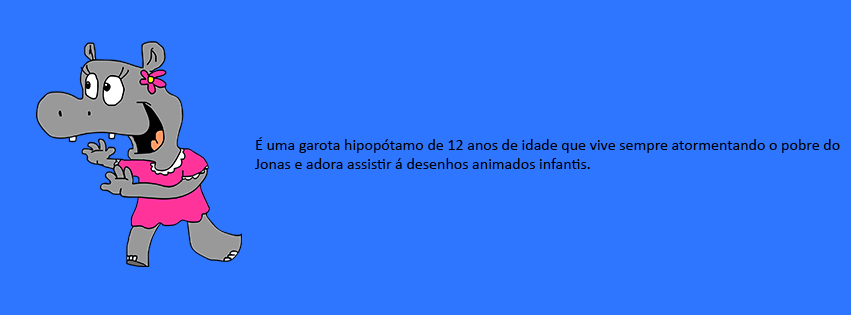 É uma garota hipopótamo de 12 anos de idade que vive sempre atormentando o pobre do
Jonas e adora assistir á desenhos animados infantis.